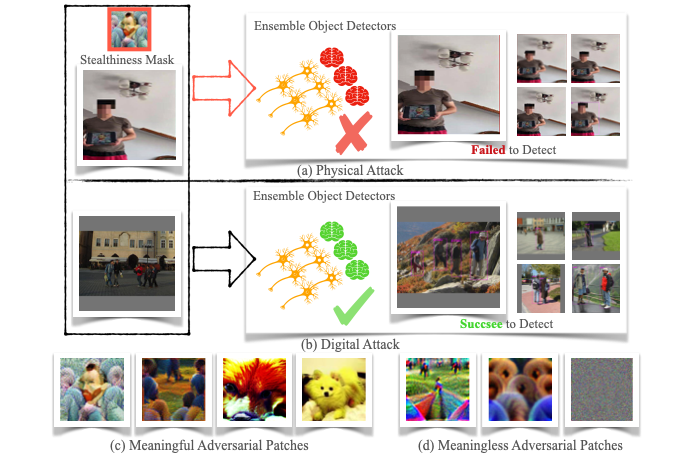 Ensemble Object Detectors
Stealthiness Mask
Failed to Detect
(a) Physical Attack
Ensemble Object Detectors
Succsee to Detect
(b) Digital Attack
(c) Meaningful Adversarial Patches
(d) Meaningless Adversarial Patches